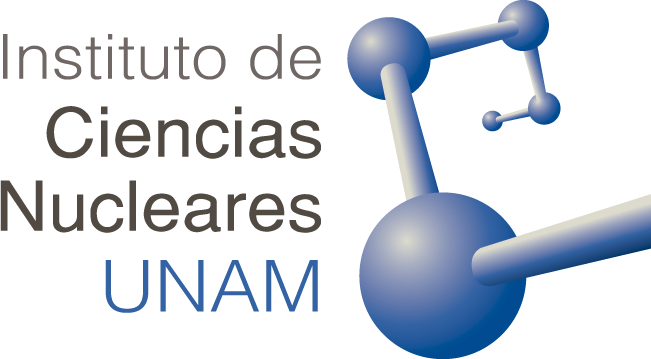 Instituto de
Ciencias
Nucleares
UNAM